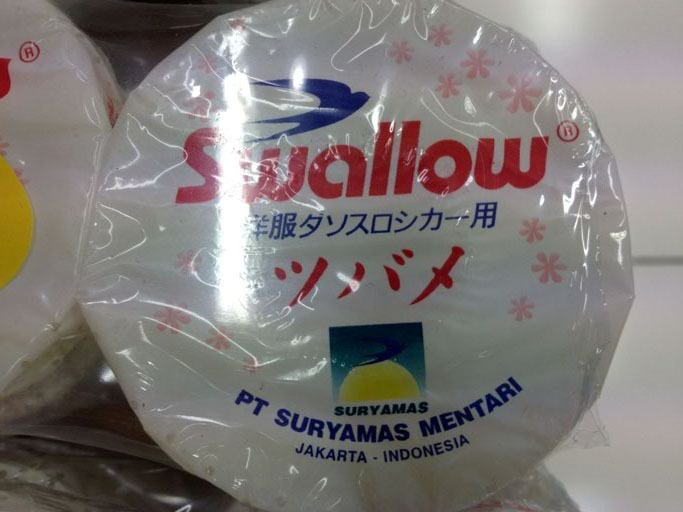 Swallow®
洋服ダソスロシカー用
ツバメ
SURYAMAS
PT SURYAMAS MENTARI
JAKARTA - INDONESIA
®